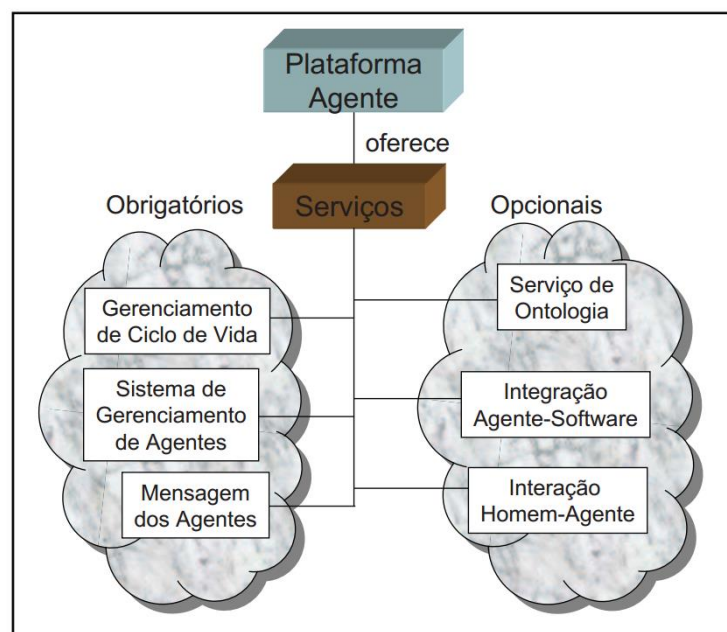 Plataforma
Agente
oferece
Serviços
Obrigatórios
Gerenciamento
de Ciclo de Vida
Sistema de
Gerenciamento
de Agentes
Mensagem
dos Agentes
Opcionais
Serviço de
Ontologia
Integração
Agente-Software
Interação
Homem-Agente